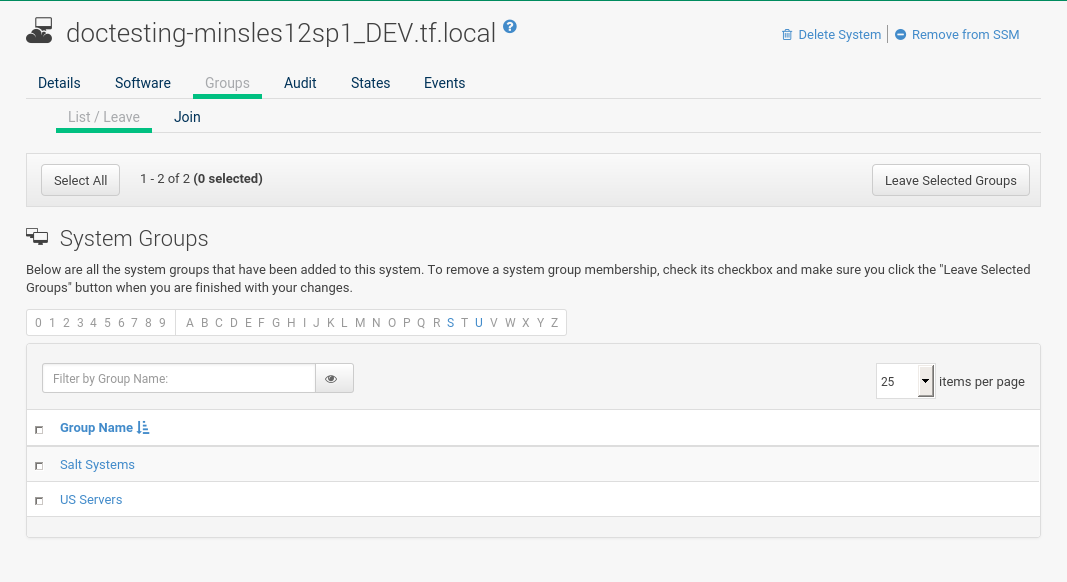 doctesting-minsles12sp1_DEV.tf.local ?
Delete System | Remove from SSM
Details Software Groups Audit States Events
List / Leave Join
Select All 1 - 2 of 2 (0 selected) Leave Selected Groups
System Groups
Below are all the system groups that have been added to this system. To remove a system group membership, check its checkbox and make sure you click the "Leave Selected
Groups" button when you are finished with your changes.
0 1 2 3 4 5 6 7 8 9 A B C D E F G H I J K L M N O P Q R S T U V W X Y Z
Filter by Group Name: 25 items per page
Group Name
Salt Systems
US Servers